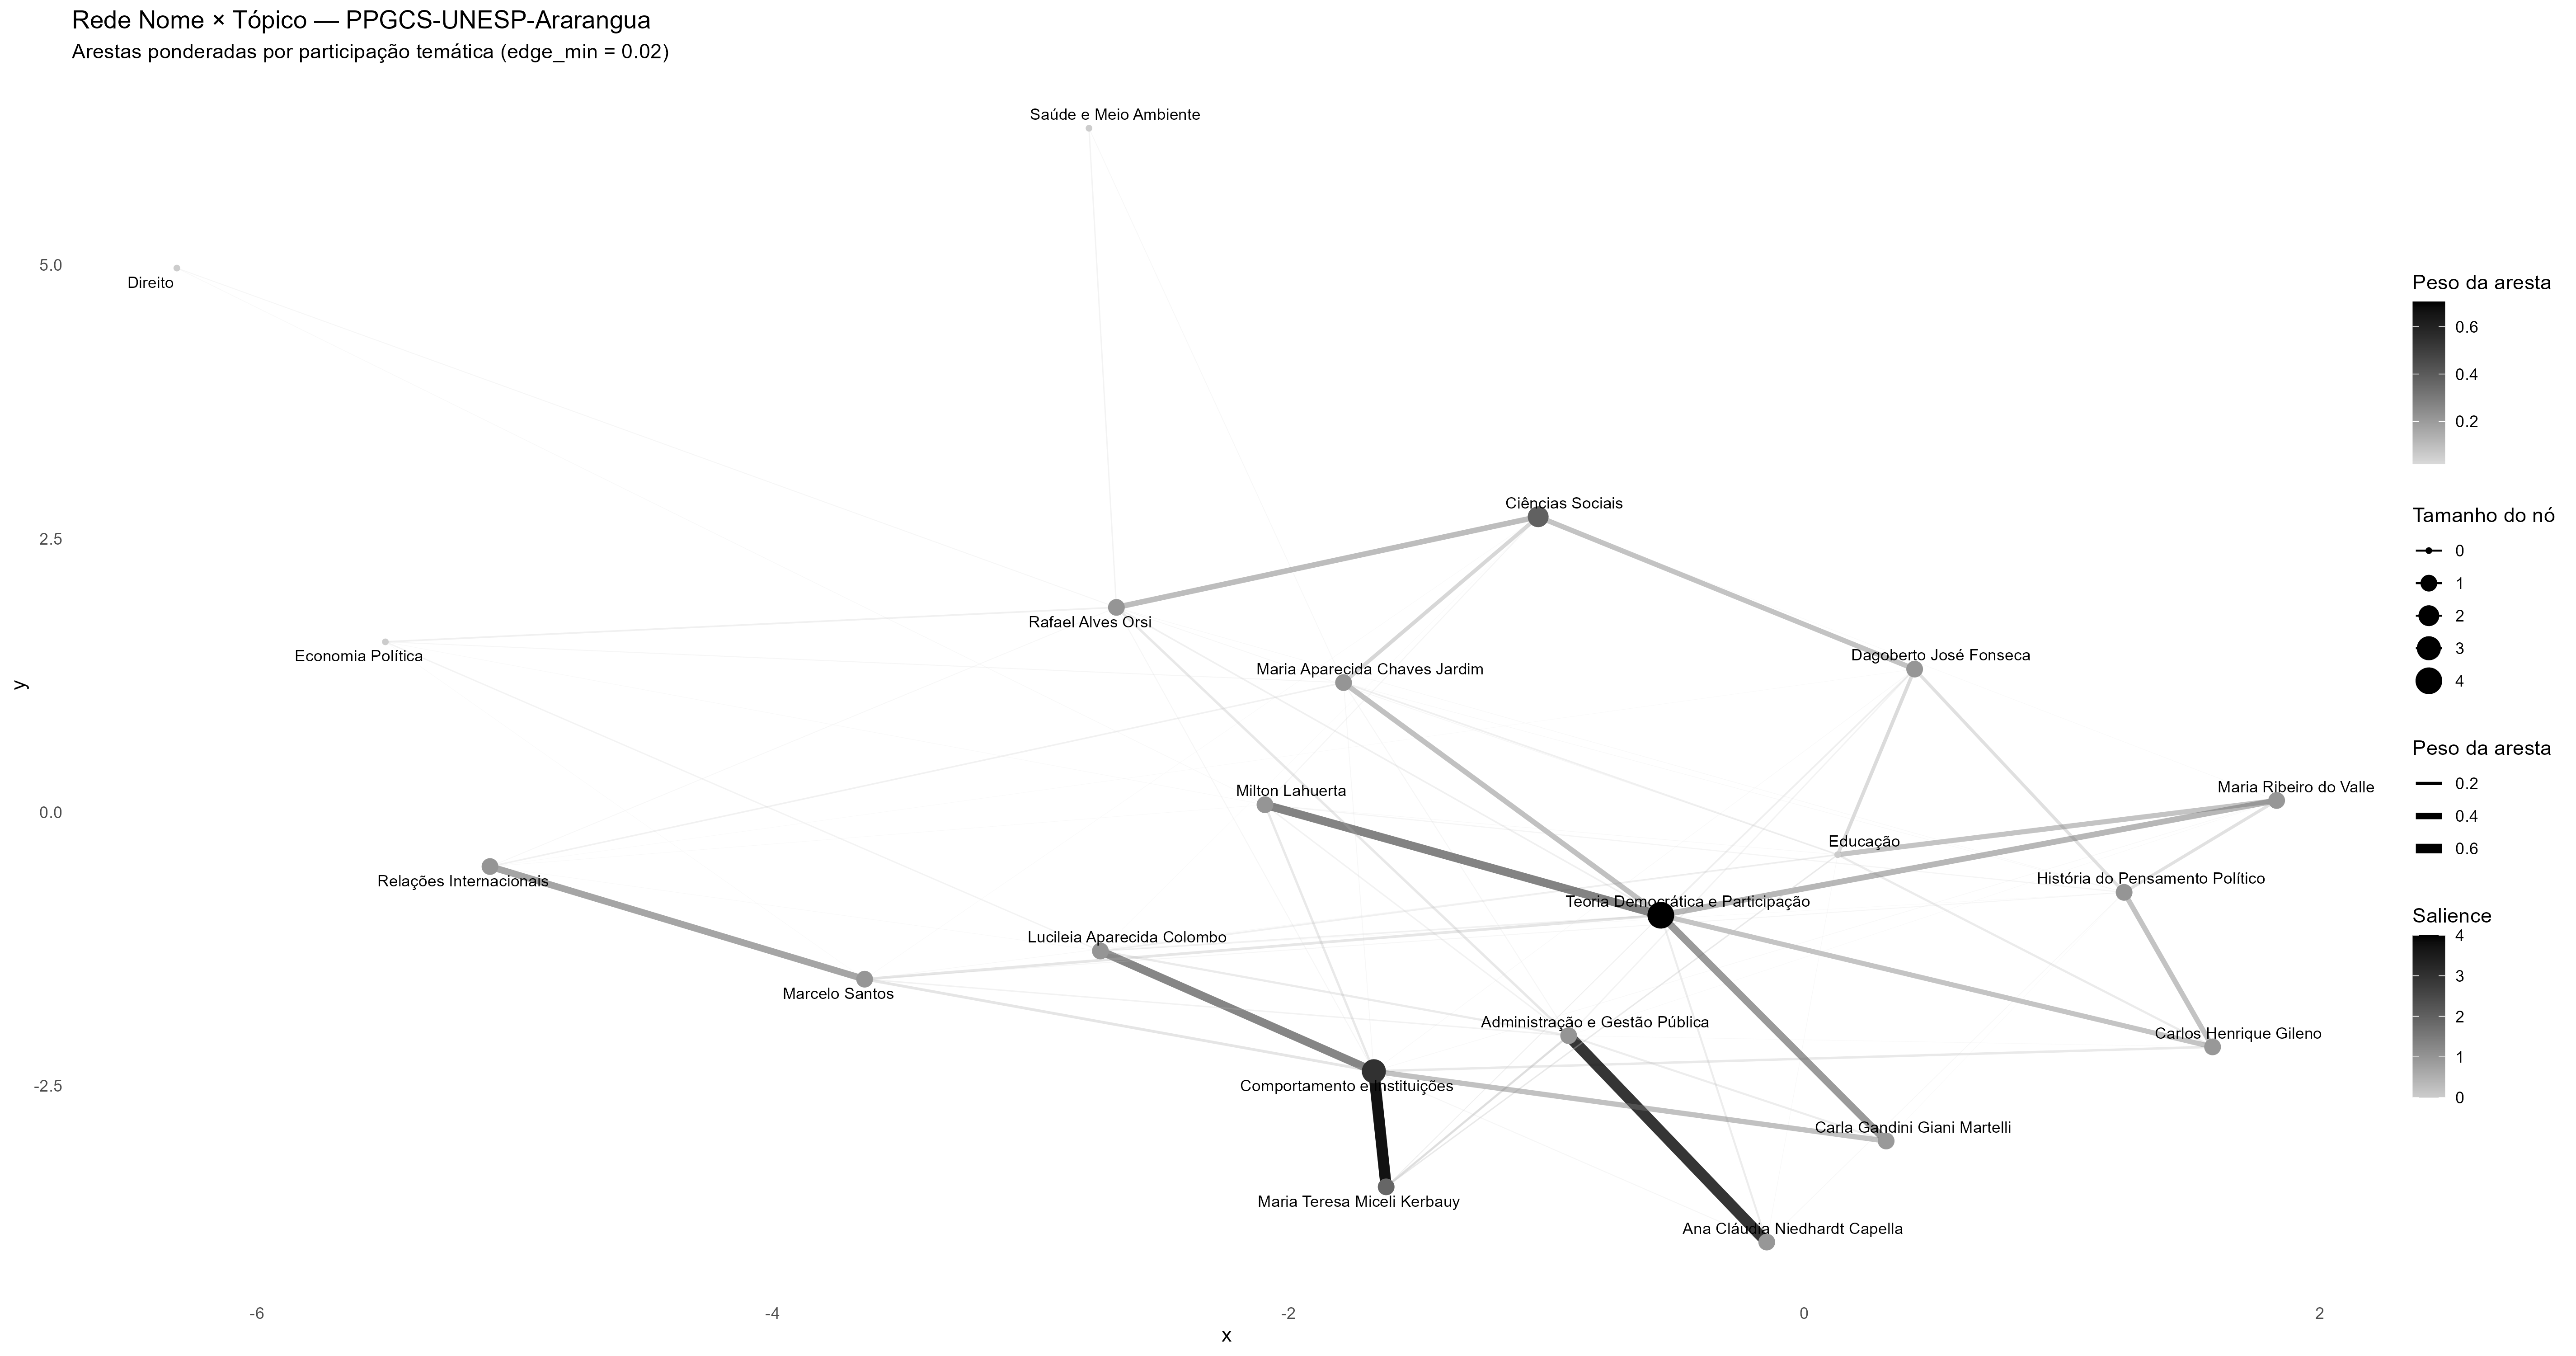 Rede Nome × Tópico — PPGCS-UNESP-Ararangua
Arestas ponderadas por participação temática (edge_min = 0.02)
Saúde e Meio Ambiente
Direito
Ciências Sociais
Rafael Alves Orsi
Economia Política
Maria Aparecida Chaves Jardim
Dagoberto José Fonseca
Milton Lahuerta
Maria Ribeiro do Valle
Educação
Relações Internacionais
História do Pensamento Político
Teoria Democrática e Participação
Lucileia Aparecida Colombo
Marcelo Santos
Administração e Gestão Pública
Carlos Henrique Gileno
Comportamento e Instituições
Carla Gandini Giani Martelli
Maria Teresa Miceli Kerbauy
Ana Cláudia Niedhardt Capella
y
5.0
2.5
0.0
-2.5
-6
-4
-2
0
2
x
Peso da aresta
0.6
0.4
0.2
Tamanho do nó
0
1
2
3
4
Peso da aresta
0.2
0.4
0.6
Salience
4
3
2
1
0